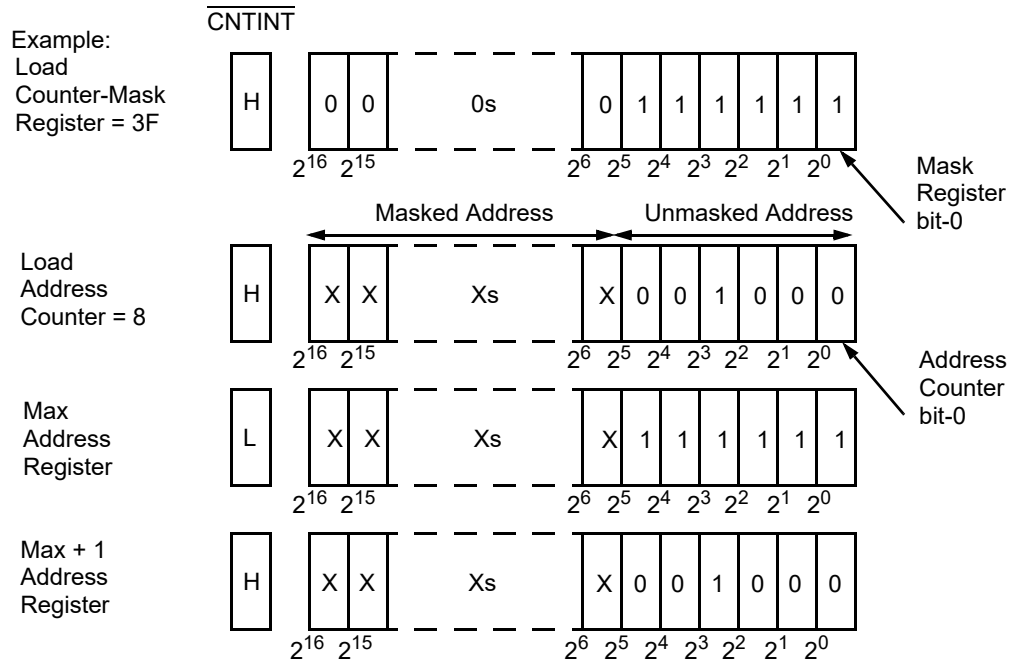 CNTINT
Example:
Load
Counter-Mask
Register = 3F
H 0 0 0s 0 1 1 1 1 1 1
2^16 2^15 2^6 2^5 2^4 2^3 2^2 2^1 2^0
Mask
Register
bit-0
Masked Address Unmasked Address
Load
Address
Counter = 8
H X X Xs X 0 0 1 0 0 0
2^16 2^15 2^6 2^5 2^4 2^3 2^2 2^1 2^0
Address
Counter
bit-0
Max
Address
Register
L X X Xs X 1 1 1 1 1 1
2^16 2^15 2^6 2^5 2^4 2^3 2^2 2^1 2^0
Max + 1
Address
Register
H X X Xs X 0 0 1 0 0 0
2^16 2^15 2^6 2^5 2^4 2^3 2^2 2^1 2^0